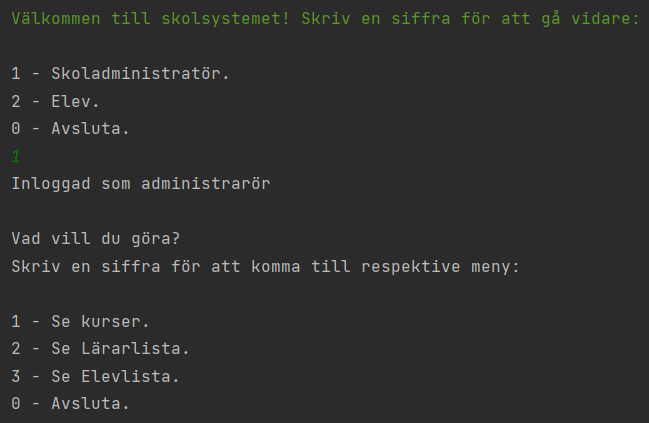 Välkommen till skolsystemet! Skriv en siffra för att gå vidare:
1 - Skoladministratör.
2 - Elev.
0 - Avsluta.
1
Inloggad som administrarör
Vad vill du göra?
Skriv en siffra för att komma till respektive meny:
1 - Se kurser.
2 - Se Lärarlista.
3 - Se Elevlista.
0 - Avsluta.